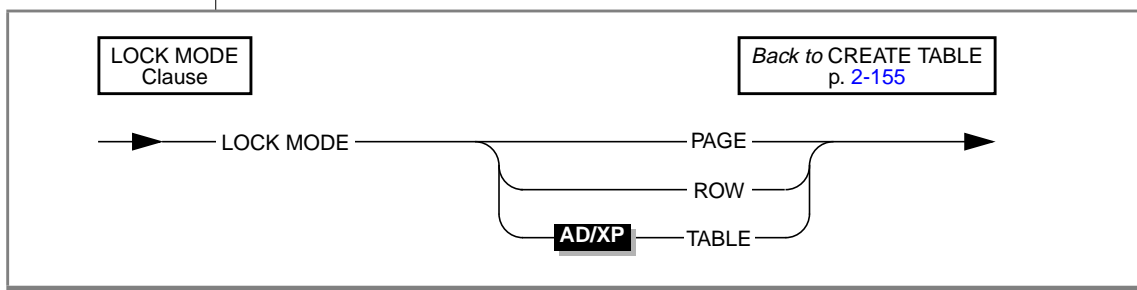 LOCK MODE
Clause
Back to CREATE TABLE
p. 2-155
LOCK MODE
PAGE
ROW
AD/XP
TABLE